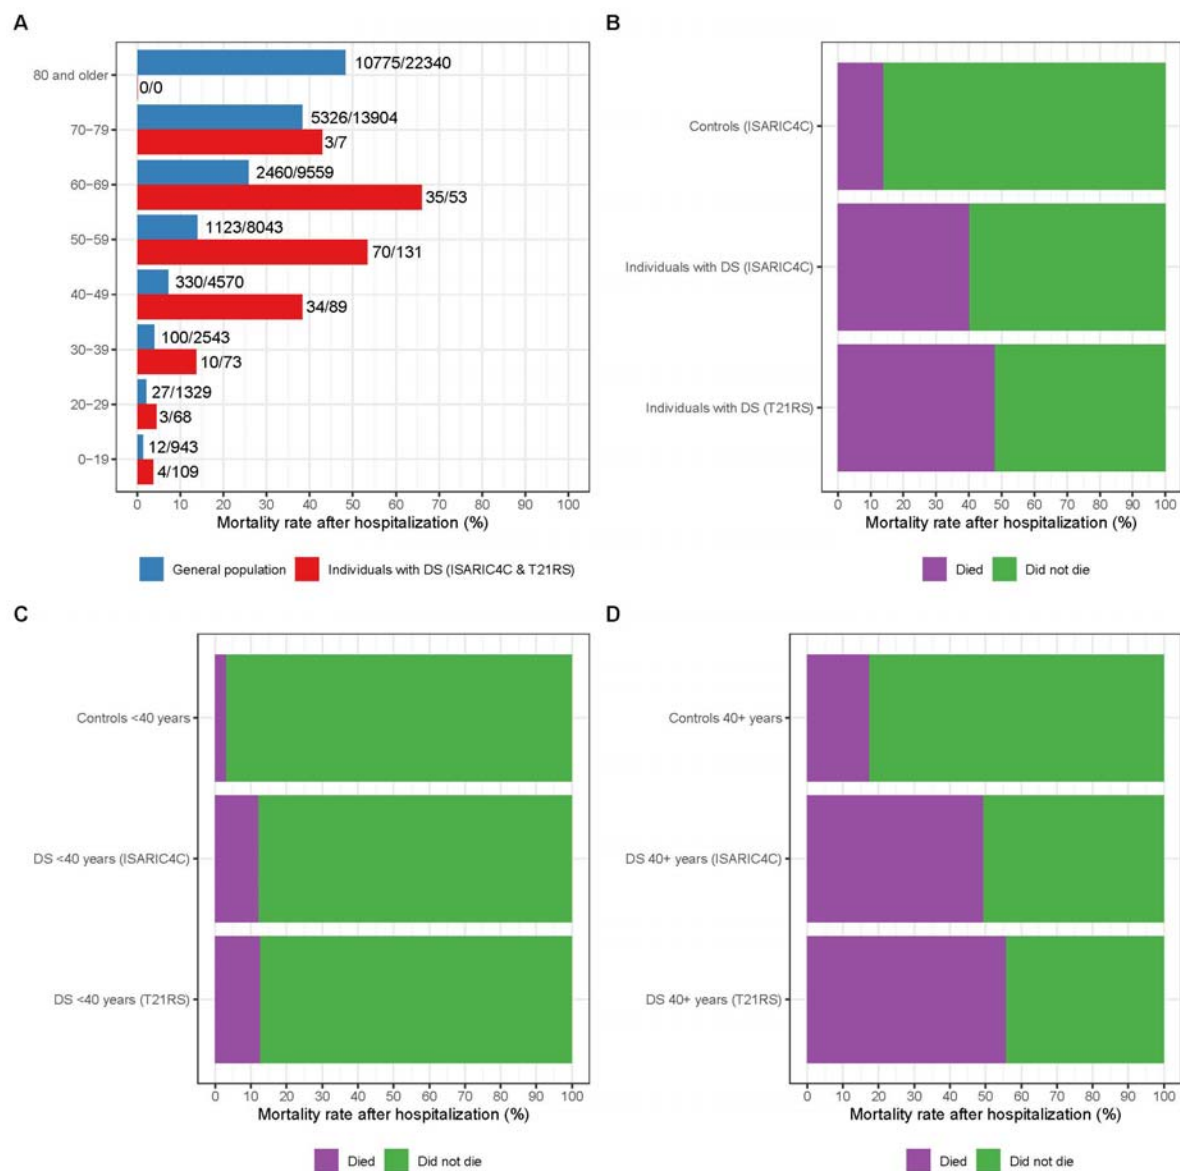 A
80 and older
10775/22340
0/0
70-79
5326/13904
3/7
60-69
2460/9559
35/53
50-59
1123/8043
70/131
40-49
330/4570
34/89
30-39
100/2543
10/73
20-29
27/1329
3/68
0-19
12/943
4/109
0 10 20 30 40 50 60 70 80 90 100
Mortality rate after hospitalization (%)
General population Individuals with DS (ISARIC4C & T21RS)
B
Controls (ISARIC4C)
Individuals with DS (ISARIC4C)
Individuals with DS (T21RS)
0 10 20 30 40 50 60 70 80 90 100
Mortality rate after hospitalization (%)
Died Did not die
C
Controls <40 years
DS <40 years (ISARIC4C)
DS <40 years (T21RS)
0 10 20 30 40 50 60 70 80 90 100
Mortality rate after hospitalization (%)
Died Did not die
D
Controls 40+ years
DS 40+ years (ISARIC4C)
DS 40+ years (T21RS)
0 10 20 30 40 50 60 70 80 90 100
Mortality rate after hospitalization (%)
Died Did not die